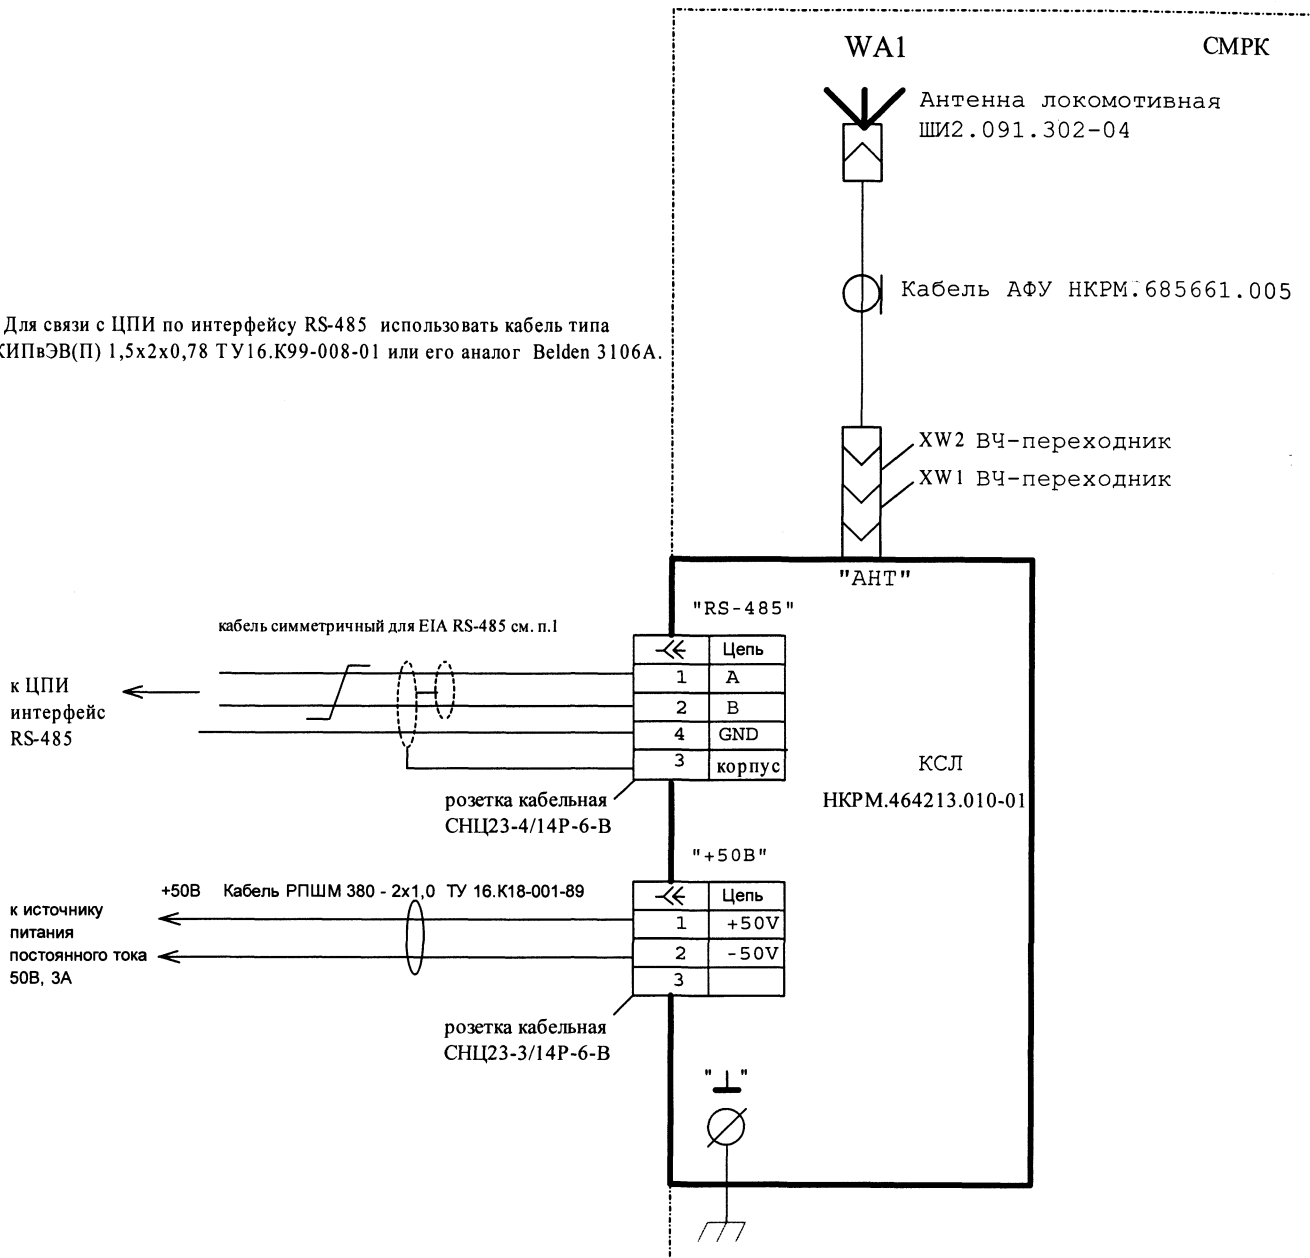 WA1
СМРК
Антенна локомотивная
ШИ2.091.302-04
Кабель АФУ НКРМ.685661.005
Для связи с ЦПИ по интерфейсу RS-485 использовать кабель типа
КИПвЭВ(П) 1,5х2х0,78 ТУ16.К99-008-01 или его аналог Belden 3106A.
XW2 ВЧ-переходник
XW1 ВЧ-переходник
"АНТ"
"RS-485"
кабель симметричный для EIA RS-485 см. п.1
Цепь
1 A
2 B
4 GND
3 корпус
к ЦПИ
интерфейс
RS-485
КСЛ
НКРМ.464213.010-01
розетка кабельная
СНЦ23-4/14Р-6-В
"+50В"
+50В Кабель РПШМ 380 - 2х1,0 ТУ 16.К18-001-89
Цепь
1 +50V
2 -50V
3
к источнику
питания
постоянного тока
50В, 3А
розетка кабельная
СНЦ23-3/14Р-6-В
"⊥"